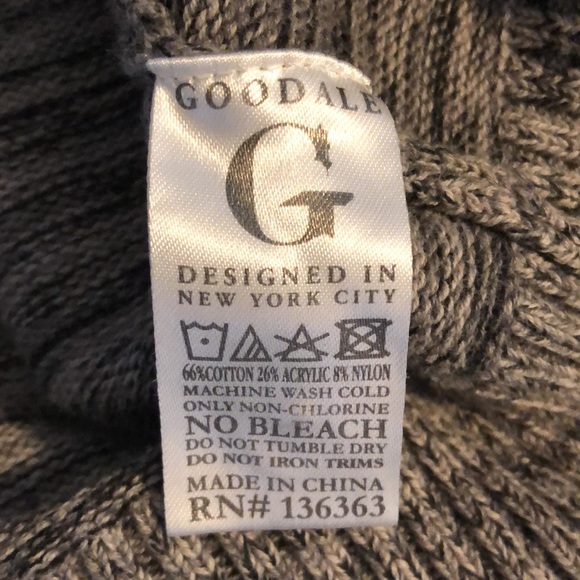 GOODALE
G
DESIGNED IN
NEW YORK CITY
66%COTTON 26% ACRYLIC 8% NYLON
MACHINE WASH COLD
ONLY NON-CHLORINE
NO BLEACH
DO NOT TUMBLE DRY
DO NOT IRON TRIMS
MADE IN CHINA
RN# 136363